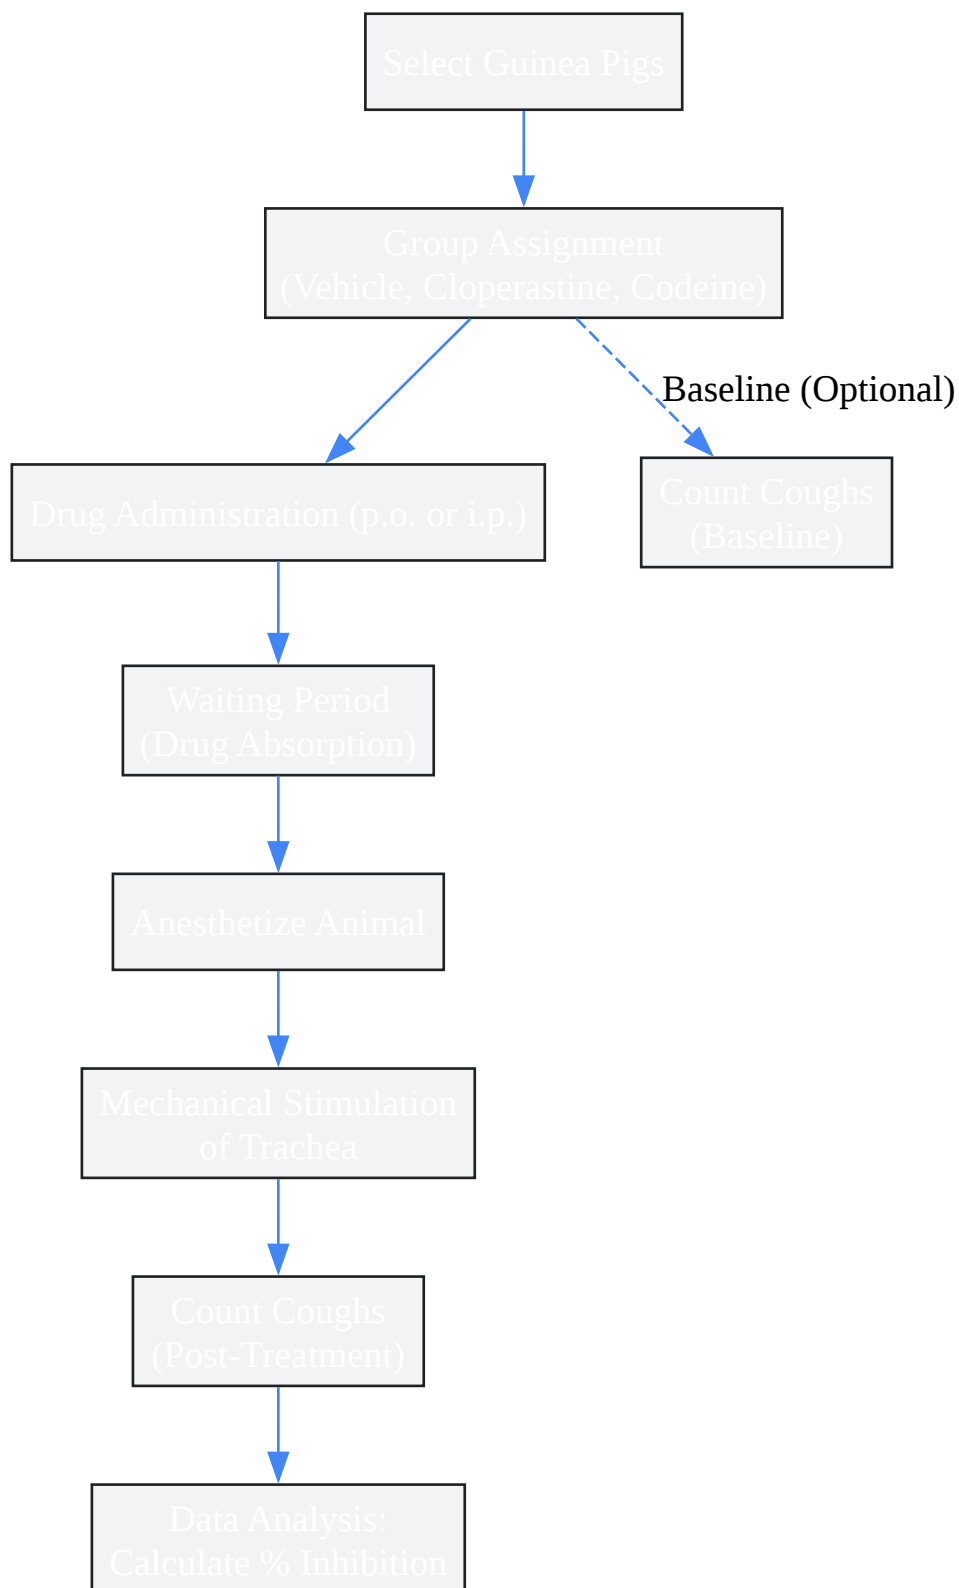 Select Guinea Pigs
Group Assignment
(Vehicle, Cloperastine, Codeine)
Baseline (Optional)
Drug Administration (p.o. or i.p.)
Count Coughs
(Baseline)
Waiting Period
(Drug Absorption)
Anesthetize Animal
Mechanical Stimulation
of Trachea
Count Coughs
(Post-Treatment)
Data Analysis:
Calculate % Inhibition